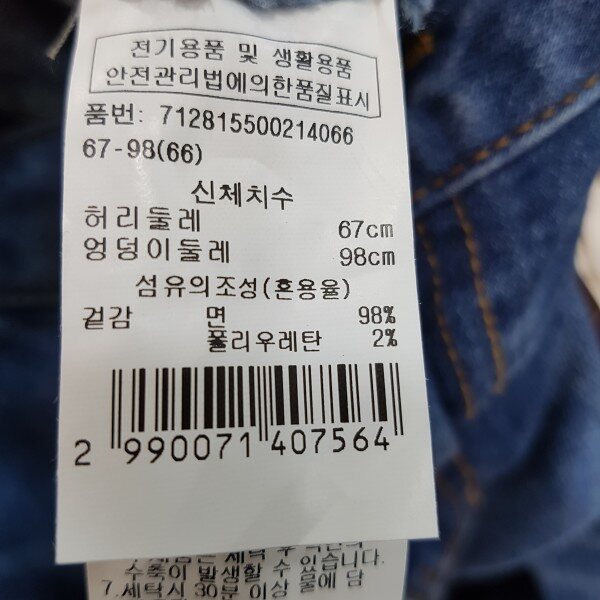 전기용품 및 생활용품
안전관리법에의한품질표시
품번: 712815500214066
67-98(66)
신체치수
허리둘레 67cm
엉덩이둘레 98cm
섬유의조성(혼용율)
겉감 면 98%
폴리우레탄 2%
2 990071 407564
세탁
수축이 발생할 수 있습니다.
7.세탁시 30분 이상 물에 담